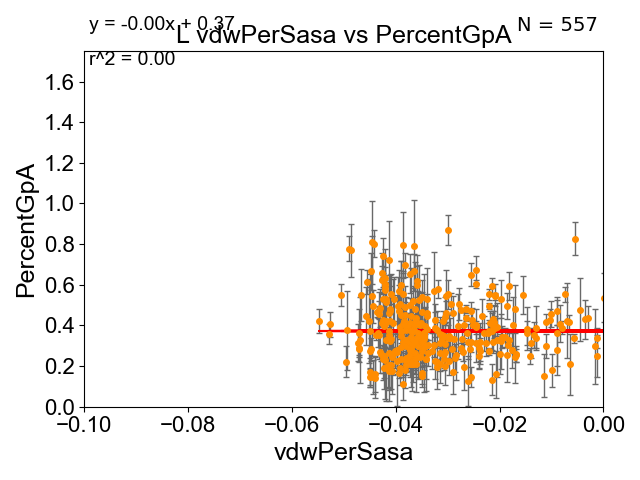 y = -0.00x + 0.37
L vdwPerSasa vs PercentGpA
N = 557
r^2 = 0.00
PercentGpA
1.6
1.4
1.2
1.0
0.8
0.6
0.4
0.2
0.0
−0.10
−0.08
−0.06
−0.04
−0.02
0.00
vdwPerSasa